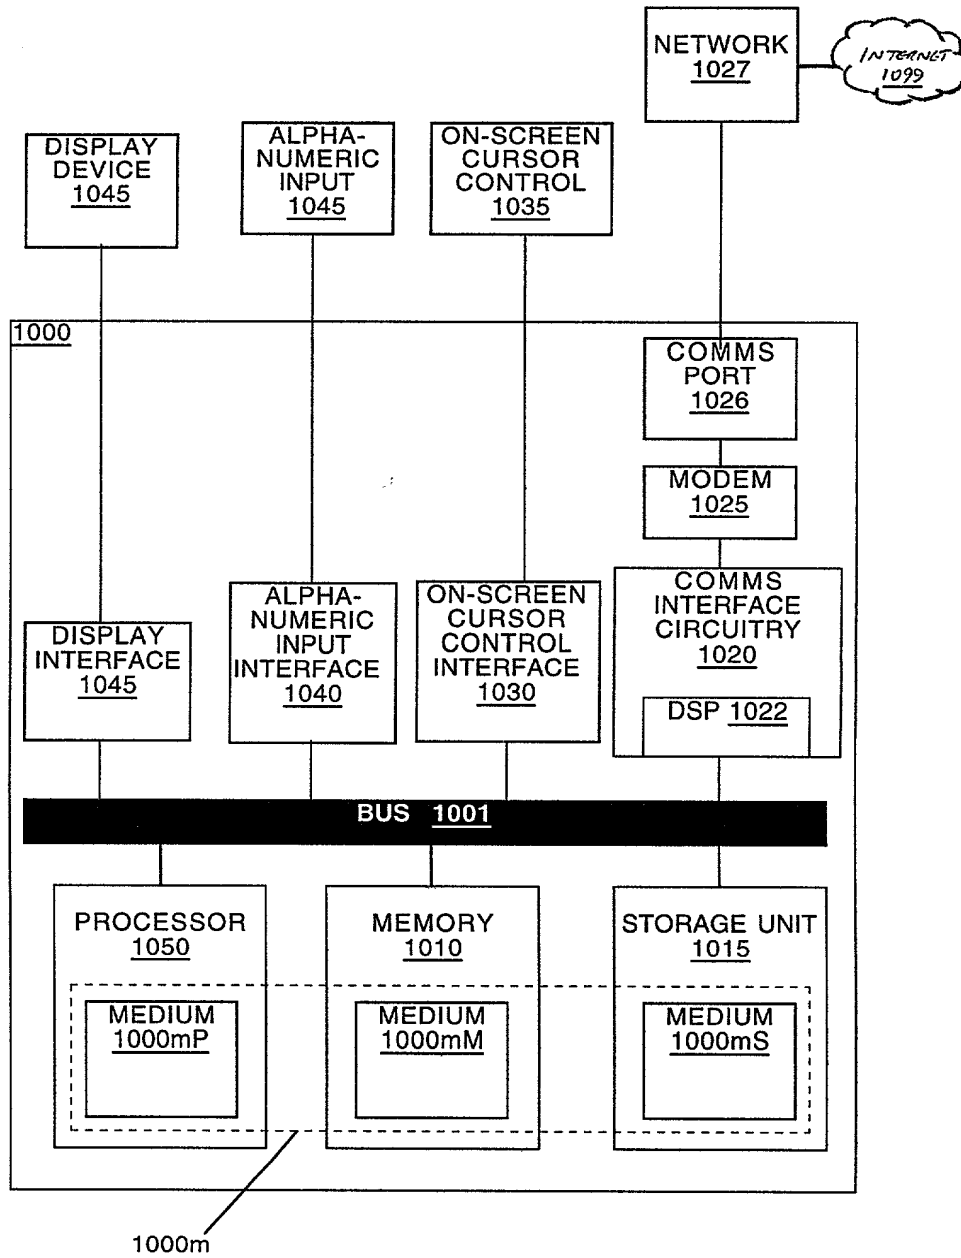 NETWORK
1027
INTERNET
1099
DISPLAY
DEVICE
1045
ALPHA-
NUMERIC
INPUT
1045
ON-SCREEN
CURSOR
CONTROL
1035
1000
COMMS
PORT
1026
MODEM
1025
DISPLAY
INTERFACE
1045
ALPHA-
NUMERIC
INPUT
INTERFACE
1040
ON-SCREEN
CURSOR
CONTROL
INTERFACE
1030
COMMS
INTERFACE
CIRCUITRY
1020
DSP 1022
BUS 1001
PROCESSOR
1050
MEMORY
1010
STORAGE UNIT
1015
MEDIUM
1000mP
MEDIUM
1000mM
MEDIUM
1000mS
1000m